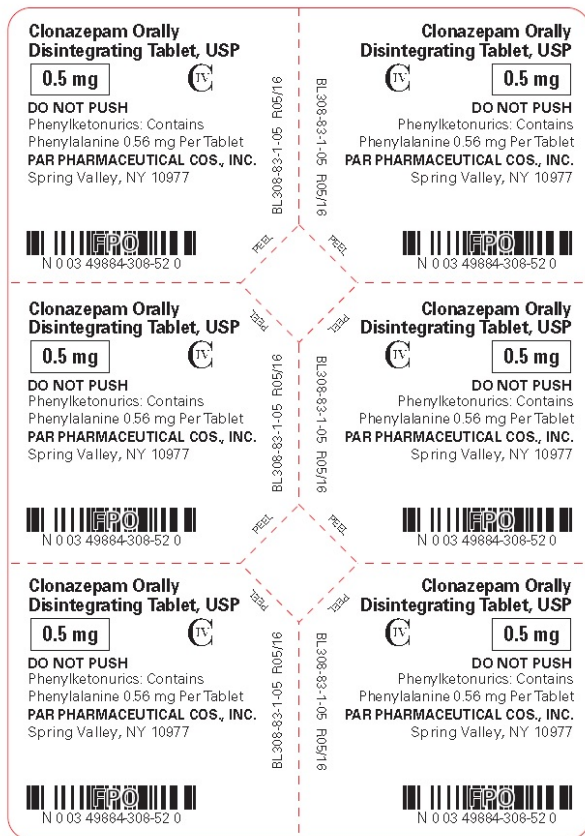 Clonazepam Orally
Disintegrating Tablet, USP
0.5 mg
CIV
DO NOT PUSH
Phenylketonurics: Contains
Phenylalanine 0.56 mg Per Tablet
PAR PHARMACEUTICAL COS., INC.
Spring Valley, NY 10977
FPO
N 0 03 49884-308-52 0
BL308-83-1-05 R05/16
PEEL
Clonazepam Orally
Disintegrating Tablet, USP
CIV
0.5 mg
DO NOT PUSH
Phenylketonurics: Contains
Phenylalanine 0.56 mg Per Tablet
PAR PHARMACEUTICAL COS., INC.
Spring Valley, NY 10977
FPO
N 0 03 49884-308-52 0
BL308-83-1-05 R05/16
PEEL
Clonazepam Orally
Disintegrating Tablet, USP
0.5 mg
CIV
DO NOT PUSH
Phenylketonurics: Contains
Phenylalanine 0.56 mg Per Tablet
PAR PHARMACEUTICAL COS., INC.
Spring Valley, NY 10977
FPO
N 0 03 49884-308-52 0
BL308-83-1-05 R05/16
PEEL
PEEL
Clonazepam Orally
Disintegrating Tablet, USP
CIV
0.5 mg
DO NOT PUSH
Phenylketonurics: Contains
Phenylalanine 0.56 mg Per Tablet
PAR PHARMACEUTICAL COS., INC.
Spring Valley, NY 10977
FPO
N 0 03 49884-308-52 0
BL308-83-1-05 R05/16
PEEL
PEEL
Clonazepam Orally
Disintegrating Tablet, USP
0.5 mg
CIV
DO NOT PUSH
Phenylketonurics: Contains
Phenylalanine 0.56 mg Per Tablet
PAR PHARMACEUTICAL COS., INC.
Spring Valley, NY 10977
FPO
N 0 03 49884-308-52 0
BL308-83-1-05 R05/16
PEEL
Clonazepam Orally
Disintegrating Tablet, USP
CIV
0.5 mg
DO NOT PUSH
Phenylketonurics: Contains
Phenylalanine 0.56 mg Per Tablet
PAR PHARMACEUTICAL COS., INC.
Spring Valley, NY 10977
FPO
N 0 03 49884-308-52 0
BL308-83-1-05 R05/16
PEEL